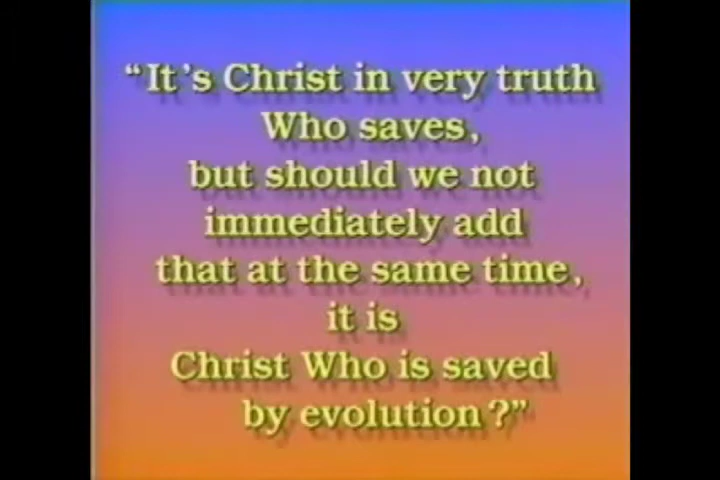 “It's Christ in very truth
Who saves,
but should we not
immediately add
that at the same time,
it is
Christ Who is saved
by evolution?”